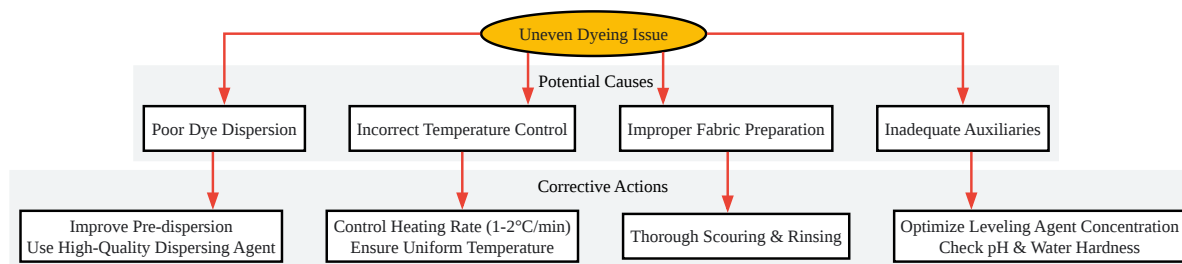 Uneven Dyeing Issue
Potential Causes
Poor Dye Dispersion
Incorrect Temperature Control
Improper Fabric Preparation
Inadequate Auxiliaries
Corrective Actions
Improve Pre-dispersion
Use High-Quality Dispersing Agent
Control Heating Rate (1-2°C/min)
Ensure Uniform Temperature
Thorough Scouring & Rinsing
Optimize Leveling Agent Concentration
Check pH & Water Hardness